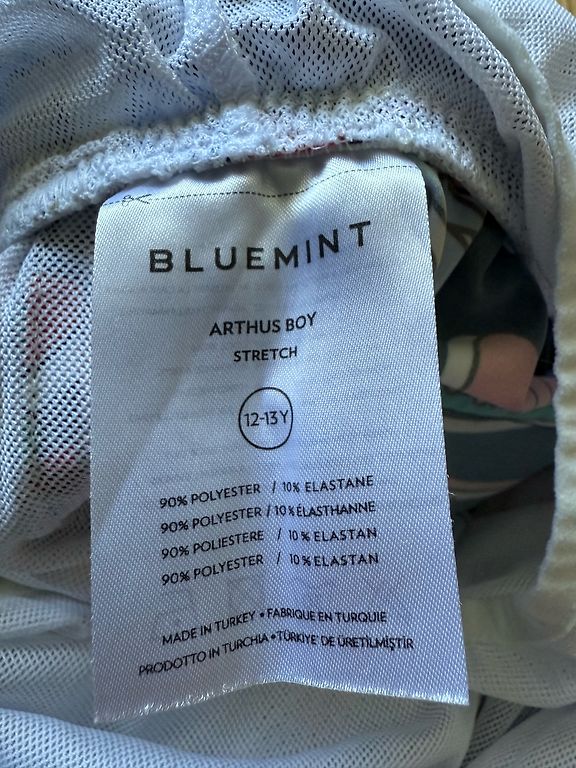 BLUEMINT
ARTHUS BOY
STRETCH
12-13Y
90% POLYESTER / 10% ELASTANE
90% POLYESTER / 10% ÉLASTHANNE
90% POLIESTERE / 10% ELASTAN
90% POLYESTER / 10% ELASTAN
MADE IN TURKEY • FABRIQUE EN TURQUIE
PRODOTTO IN TURCHIA • TÜRKİYE'DE ÜRETİLMİŞTİR